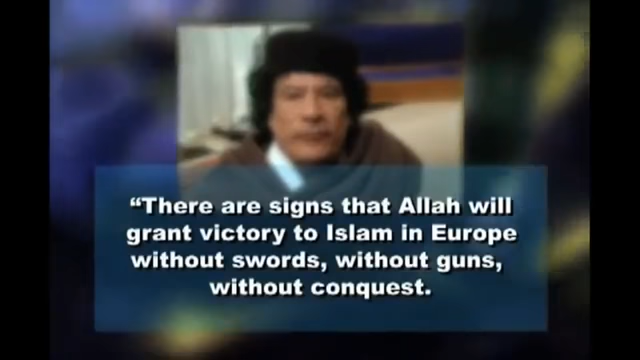 “There are signs that Allah will
grant victory to Islam in Europe
without swords, without guns,
without conquest.